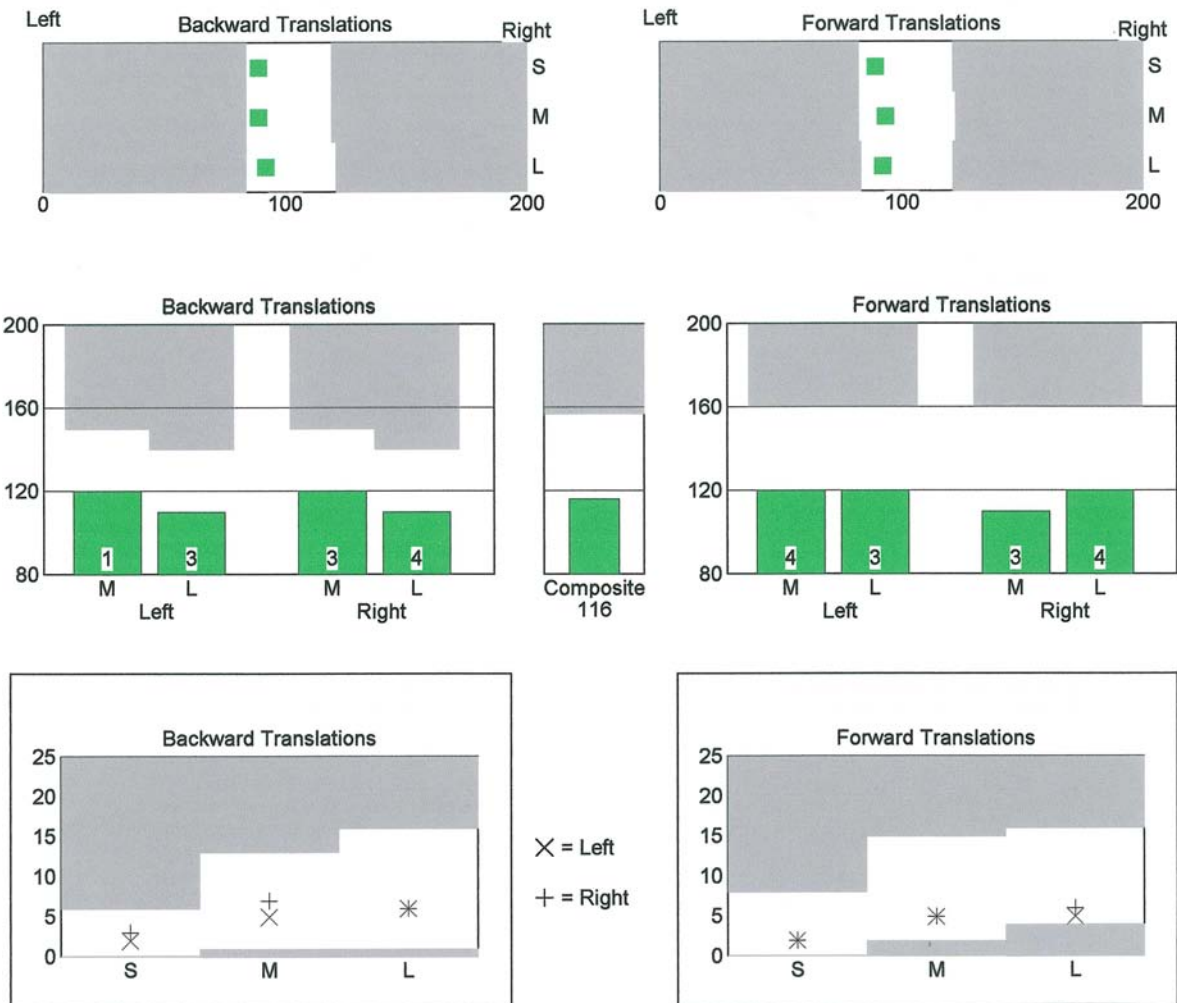 Left Backward Translations Right
S
M
L
0 100 200
Left Forward Translations Right
S
M
L
0 100 200
Backward Translations
200
160
120
80
1 3 3 4
M L M L
Left Right
Composite
116
Forward Translations
200
160
120
80
4 3 3 4
M L M L
Left Right
Backward Translations
25
20
15
10
5
0
S M L
× = Left
+ = Right
Forward Translations
25
20
15
10
5
0
S M L